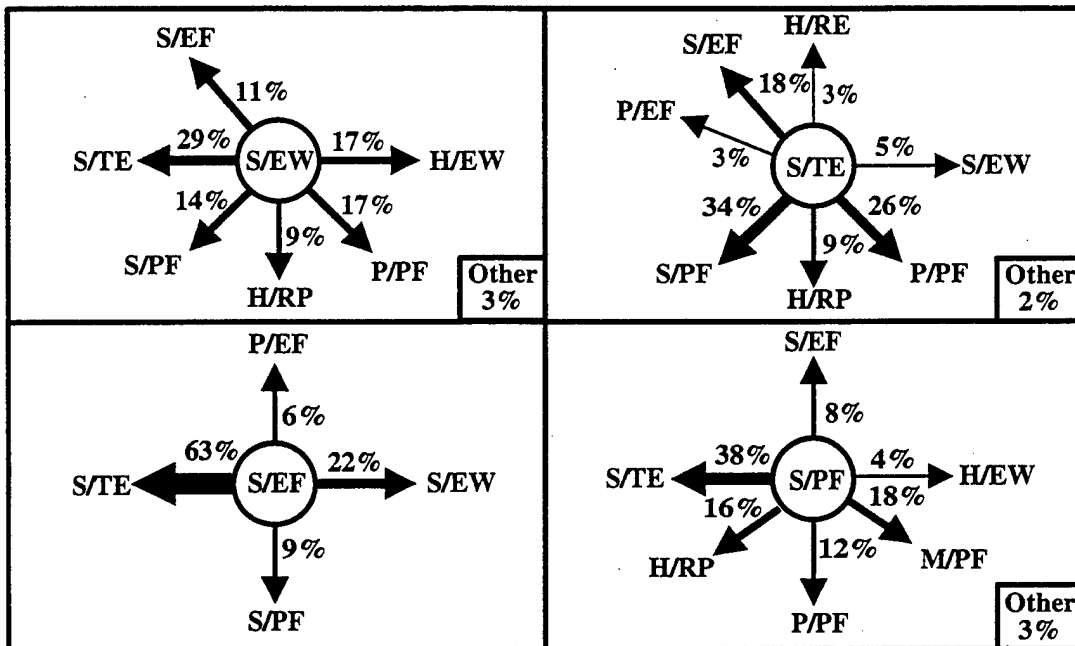 S/EF
11%
29%
17%
S/TE
S/EW
H/EW
14%
17%
9%
S/PF
P/PF
H/RP
Other
3%
H/RE
S/EF
18%
3%
P/EF
3%
S/TE
5%
S/EW
34%
26%
9%
S/PF
P/PF
H/RP
Other
2%
P/EF
6%
63%
22%
S/TE
S/EF
S/EW
9%
S/PF
S/EF
8%
38%
4%
S/TE
S/PF
H/EW
16%
18%
12%
H/RP
M/PF
P/PF
Other
3%